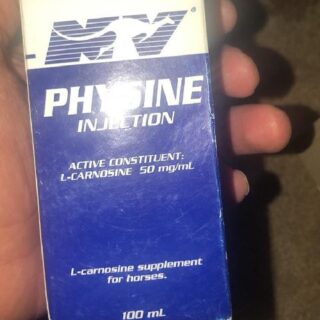 NV
PHYSINE
INJECTION
ACTIVE CONSTITUENT:
L-CARNOSINE 50 mg/mL
L-carnosine supplement
for horses.
100 mL